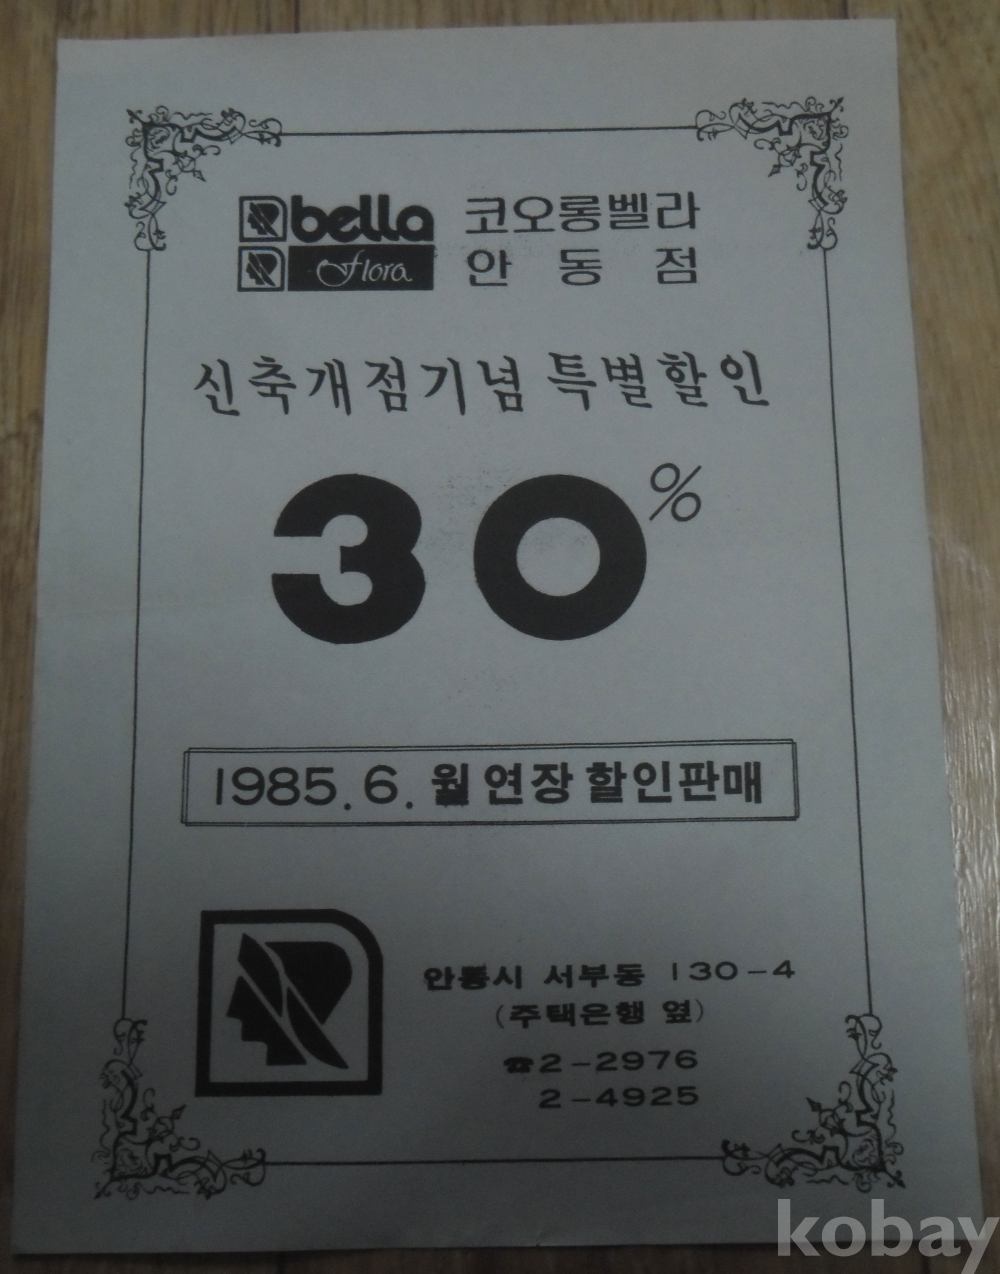 bella 코오롱벨라
Flora 안동점
신축개점기념 특별할인
30%
1985. 6. 월 연장 할인판매
안동시 서부동 130-4
(주택은행 옆)
☎2-2976
2-4925
kobay